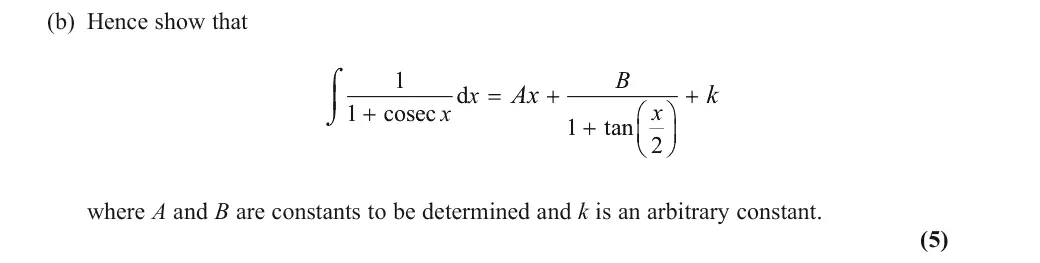 (b) Hence show that
∫ 1/(1 + cosec x) dx = Ax + B/(1 + tan(x/2)) + k
where A and B are constants to be determined and k is an arbitrary constant.
(5)